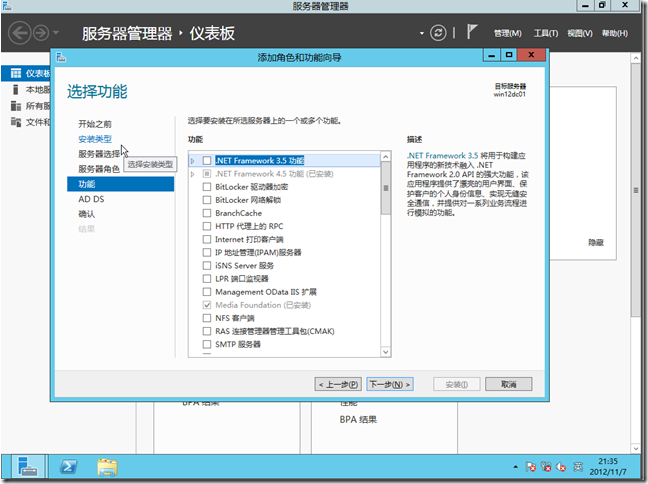 服务器管理器
服务器管理器 ‣ 仪表板
管理(M) 工具(T) 视图(V) 帮助(H)
仪表板
本地服
所有服
文件和
添加角色和功能向导
选择功能
目标服务器
win12dc01
开始之前
安装类型
服务器选择
选择安装类型
服务器角色
功能
AD DS
确认
结果
选择要安装在所选服务器上的一个或多个功能。
功能
.NET Framework 3.5 功能
.NET Framework 4.5 功能 (已安装)
BitLocker 驱动器加密
BitLocker 网络解锁
BranchCache
HTTP 代理上的 RPC
Internet 打印客户端
IP 地址管理(IPAM)服务器
iSNS Server 服务
LPR 端口监视器
Management OData IIS 扩展
Media Foundation (已安装)
NFS 客户端
RAS 连接管理器管理工具包(CMAK)
SMTP 服务器
描述
.NET Framework 3.5 将用于构建应
用程序的新技术融入 .NET
Framework 2.0 API 的强大功能，该
应用程序提供了漂亮的用户界面、保
护客户的个人身份信息、实现无缝安
全通信，并提供对一系列业务流程进
行模拟的功能。
隐藏
< 上一步(P)
下一步(N) >
安装(I)
取消
BPA 结果
性能
BPA 结果
21:35
2012/11/7